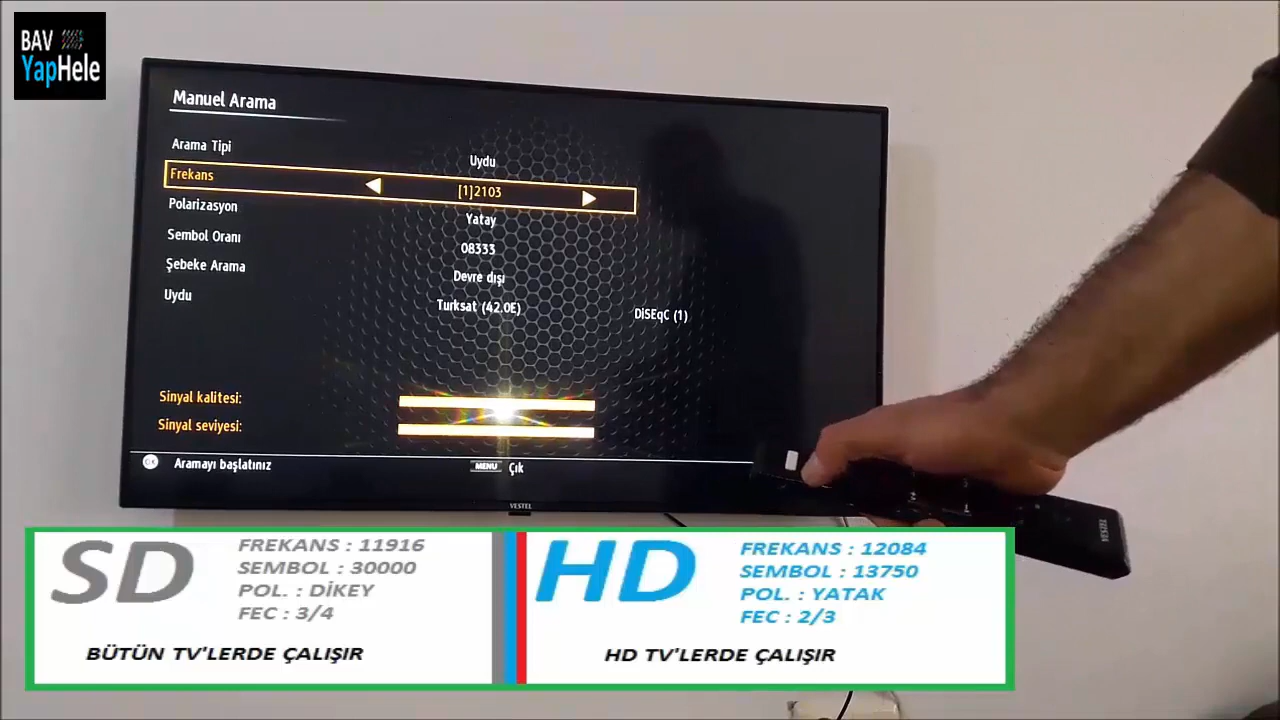 BAV
YapHele
Manuel Arama
Arama Tipi
Uydu
Frekans
[1]2103
Polarizasyon
Yatay
Sembol Oranı
08333
Şebeke Arama
Devre dışı
Uydu
Turksat (42.0E)
DiSEqC (1)
Sinyal kalitesi:
Sinyal seviyesi:
OK
Aramayı başlatınız
MENU
Çık
VESTEL
VESTEL
SD
FREKANS : 11916
SEMBOL : 30000
POL. : DİKEY
FEC : 3/4
BÜTÜN TV'LERDE ÇALIŞIR
HD
FREKANS : 12084
SEMBOL : 13750
POL. : YATAK
FEC : 2/3
HD TV'LERDE ÇALIŞIR